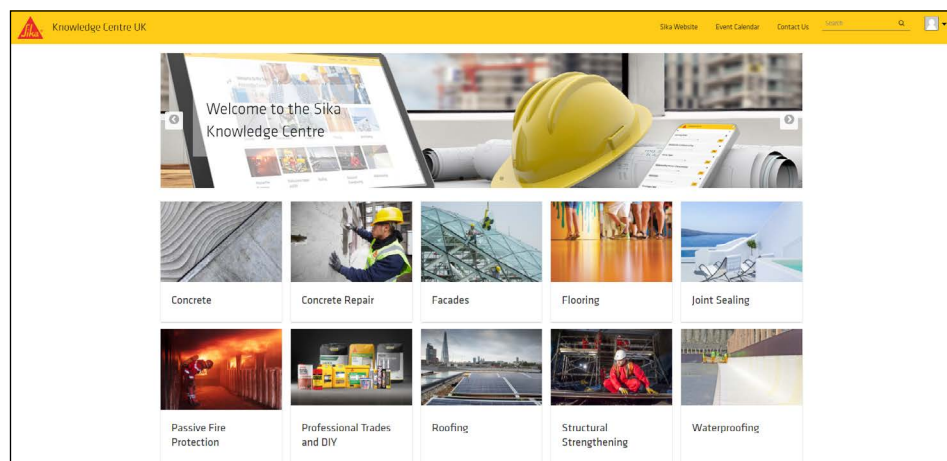 Sika
Knowledge Centre UK
Sika Website
Event Calendar
Contact Us
Search
Welcome to the Sika
Knowledge Centre
Concrete
Concrete Repair
Facades
Flooring
Joint Sealing
Passive Fire
Protection
Professional Trades
and DIY
Roofing
Structural
Strengthening
Waterproofing